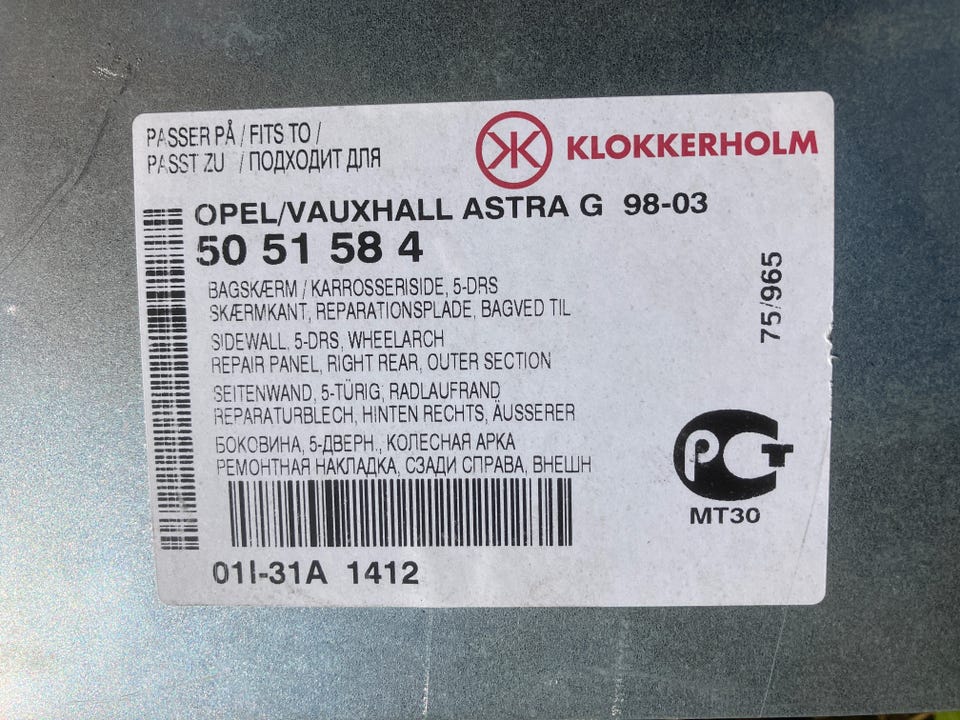 PASSER PÅ / FITS TO /
PASST ZU / ПОДХОДИТ ДЛЯ
KLOKKERHOLM
OPEL/VAUXHALL ASTRA G 98-03
50 51 58 4
BAGSKÆRM / KARROSSERISIDE, 5-DRS
SKÆRMKANT, REPARATIONSPLADE, BAGVED TIL
SIDEWALL, 5-DRS, WHEELARCH
REPAIR PANEL, RIGHT REAR, OUTER SECTION
SEITENWAND, 5-TÜRIG, RADLAUFRAND
REPARATURBLECH, HINTEN RECHTS, ÄUSSERER
БОКОВИНА, 5-ДВЕРН., КОЛЕСНАЯ АРКА
РЕМОНТНАЯ НАКЛАДКА, СЗАДИ СПРАВА, ВНЕШН
01I-31A 1412
75/965
РСТ
MT30